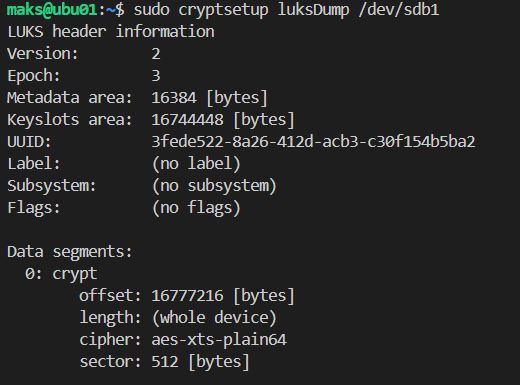 maks@ubu01:~$ sudo cryptsetup luksDump /dev/sdb1
LUKS header information
Version:        2
Epoch:          3
Metadata area:  16384 [bytes]
Keyslots area:  16744448 [bytes]
UUID:           3fede522-8a26-412d-acb3-c30f154b5ba2
Label:          (no label)
Subsystem:      (no subsystem)
Flags:          (no flags)

Data segments:
  0: crypt
        offset: 16777216 [bytes]
        length: (whole device)
        cipher: aes-xts-plain64
        sector: 512 [bytes]